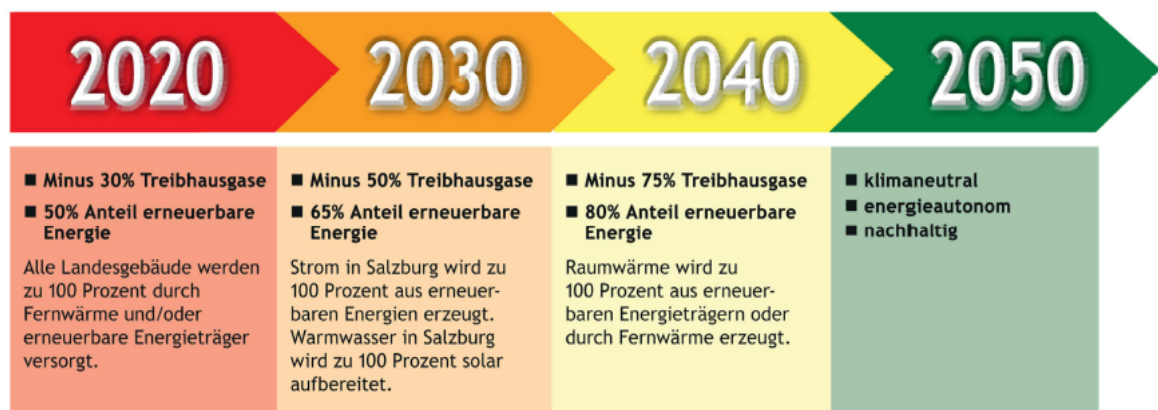 2020
2030
2040
2050
■ Minus 30% Treibhausgase
■ 50% Anteil erneuerbare
Energie
Alle Landesgebäude werden
zu 100 Prozent durch
Fernwärme und/oder
erneuerbare Energieträger
versorgt.
■ Minus 50% Treibhausgase
■ 65% Anteil erneuerbare
Energie
Strom in Salzburg wird zu
100 Prozent aus erneuer-
baren Energien erzeugt.
Warmwasser in Salzburg
wird zu 100 Prozent solar
aufbereitet.
■ Minus 75% Treibhausgase
■ 80% Anteil erneuerbare
Energie
Raumwärme wird zu
100 Prozent aus erneuer-
baren Energieträgern oder
durch Fernwärme erzeugt.
■ klimaneutral
■ energieautonom
■ nachhaltig